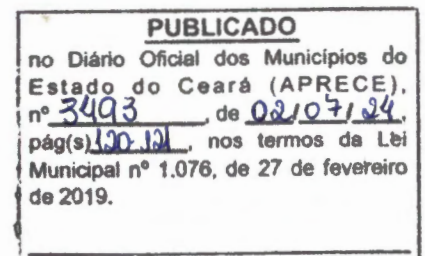 PUBLICADO
no Diário Oficial dos Municípios do
Estado do Ceará (APRECE),
nº 3493, de 02/07/24,
pág(s) 120-121, nos termos da Lei
Municipal nº 1.076, de 27 de fevereiro
de 2019.